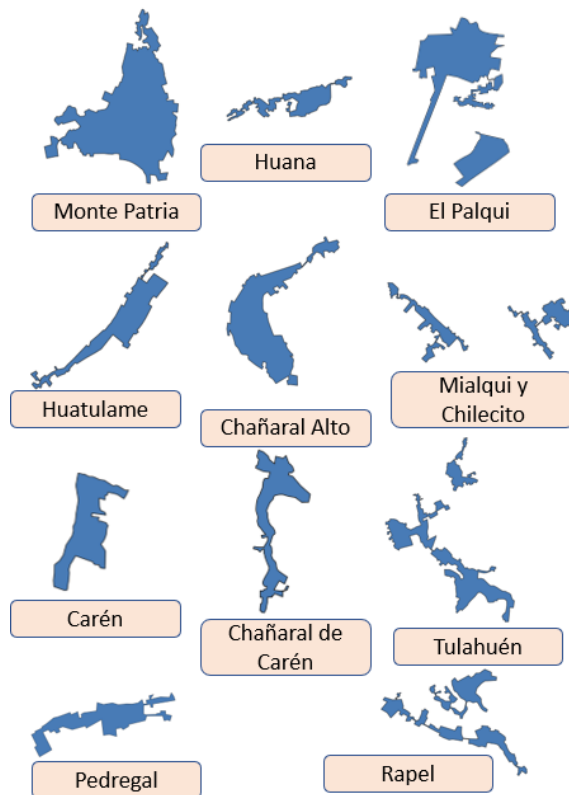 Huana
Monte Patria
El Palqui
Huatulame
Chañaral Alto
Mialqui y
Chilecito
Carén
Chañaral de
Carén
Tulahuén
Pedregal
Rapel